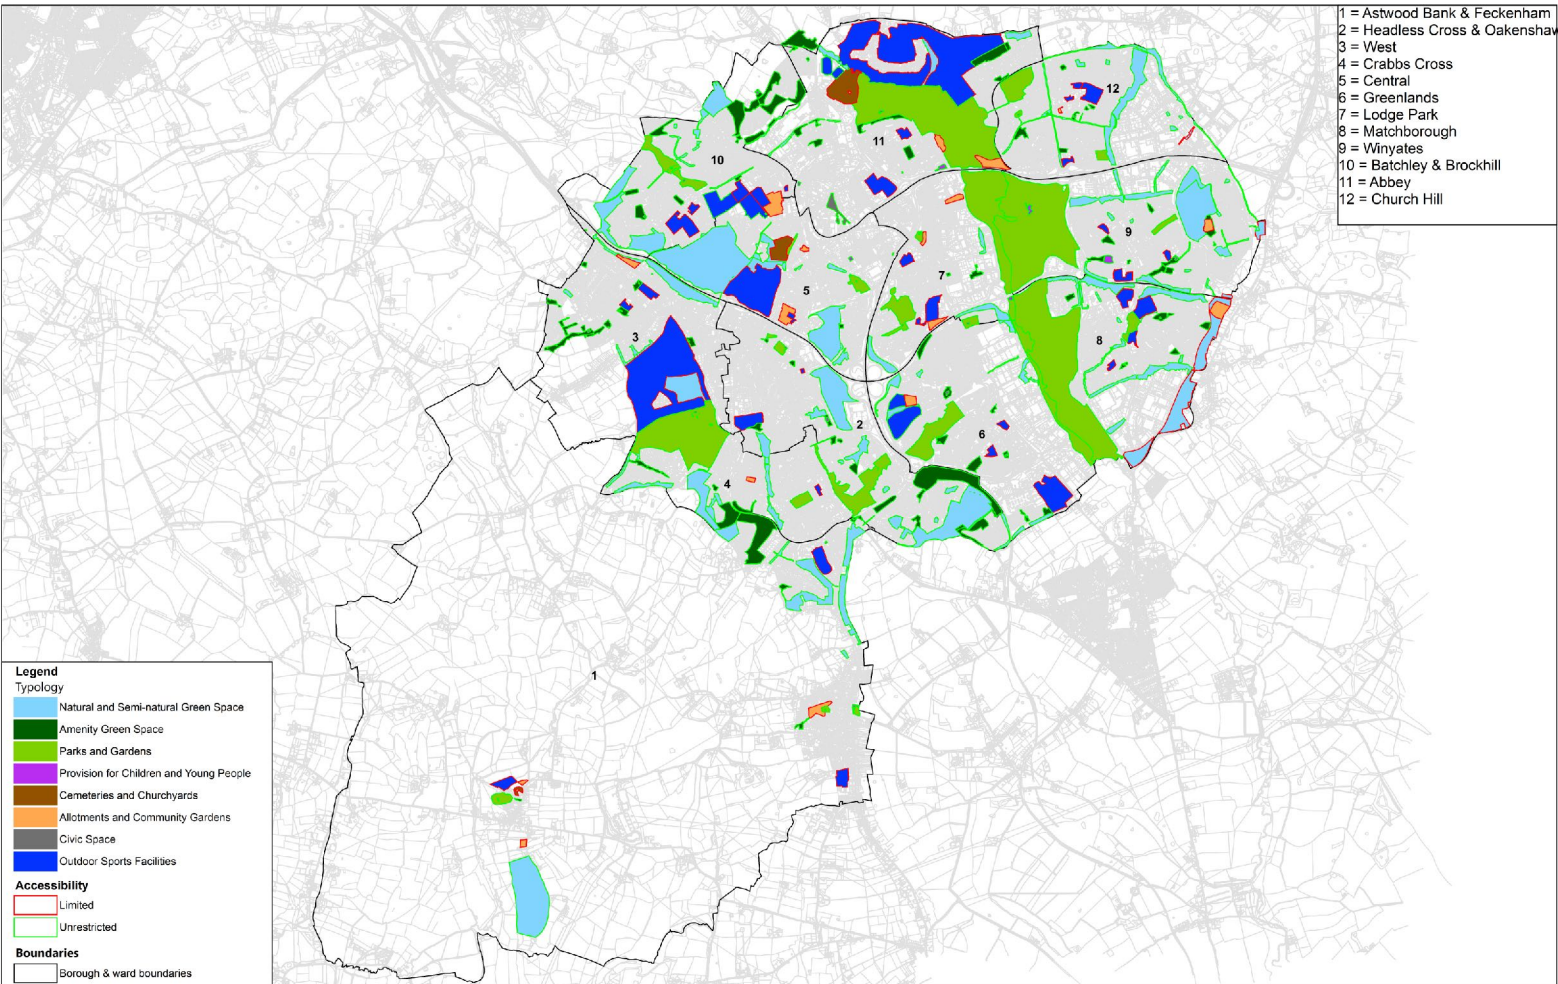 1 = Astwood Bank & Feckenham
2 = Headless Cross & Oakenshaw
3 = West
4 = Crabbs Cross
5 = Central
6 = Greenlands
7 = Lodge Park
8 = Matchborough
9 = Winyates
10 = Batchley & Brockhill
11 = Abbey
12 = Church Hill
12
11
10
9
7
5
3
8
2
6
4
1
Legend
Typology
Natural and Semi-natural Green Space
Amenity Green Space
Parks and Gardens
Provision for Children and Young People
Cemeteries and Churchyards
Allotments and Community Gardens
Civic Space
Outdoor Sports Facilities
Accessibility
Limited
Unrestricted
Boundaries
Borough & ward boundaries